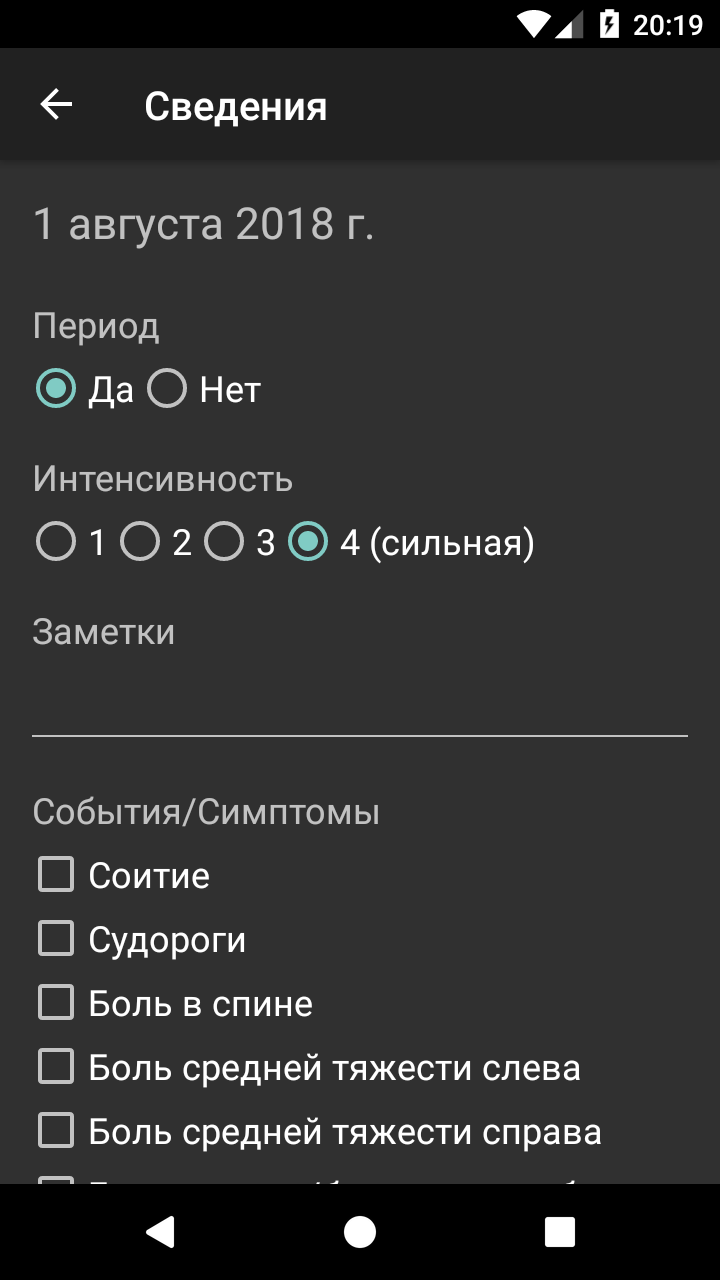 20:19
Сведения
1 августа 2018 г.
Период
Да Нет
Интенсивность
1 2 3 4 (сильная)
Заметки
События/Симптомы
Соитие
Судороги
Боль в спине
Боль средней тяжести слева
Боль средней тяжести справа